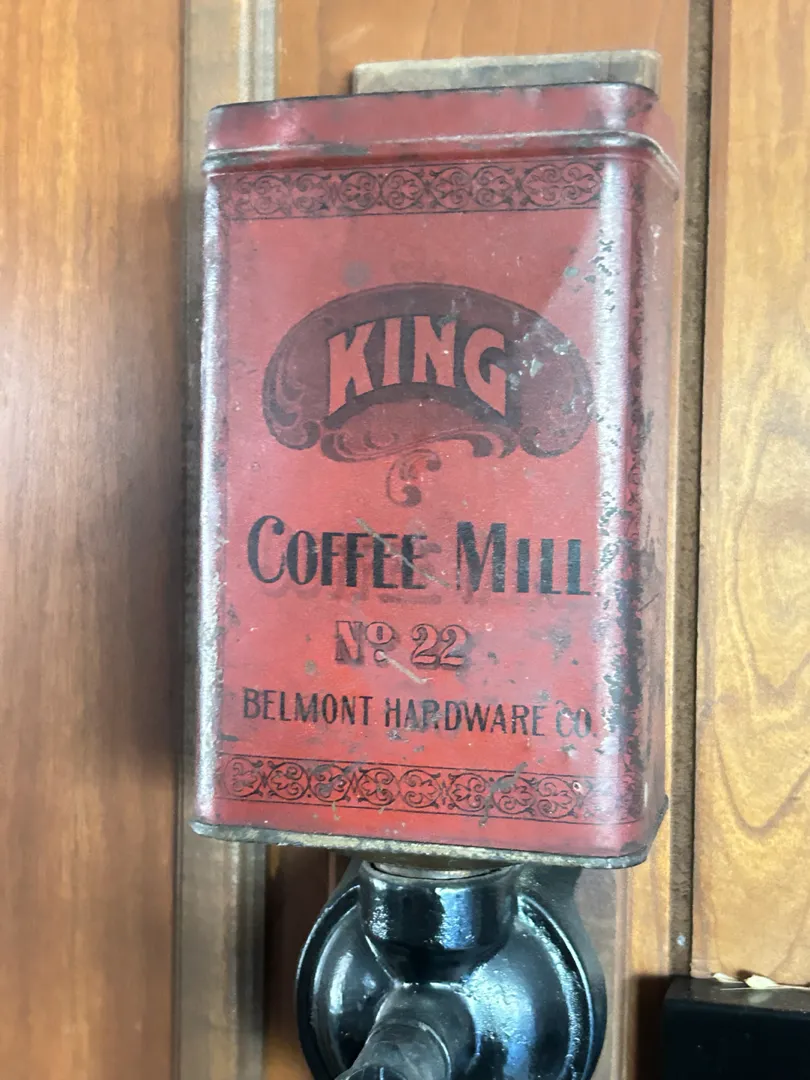 KING
COFFEE MILL
Nº 22
BELMONT HARDWARE CO.